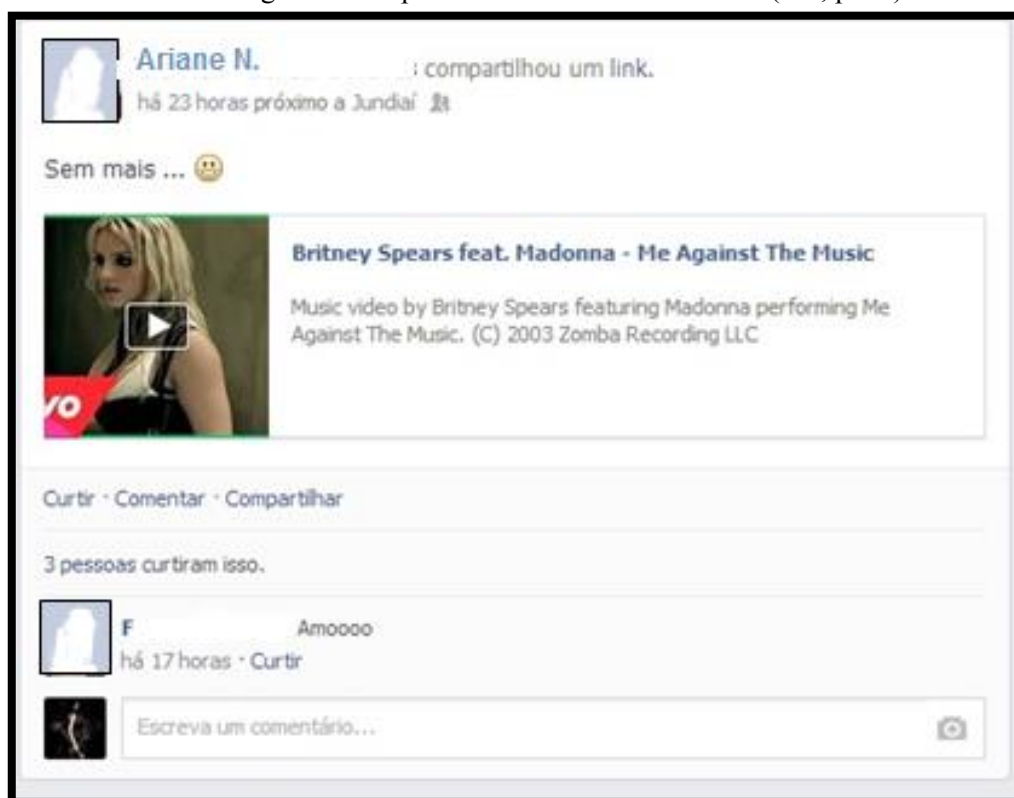 Ariane N.
compartilhou um link.
há 23 horas próximo a Jundiaí
Sem mais ...
Britney Spears feat. Madonna - Me Against The Music
Music video by Britney Spears featuring Madonna performing Me
Against The Music. (C) 2003 Zomba Recording LLC
vo
Curtir · Comentar · Compartilhar
3 pessoas curtiram isso.
F Amoooo
há 17 horas · Curtir
Escreva um comentário...